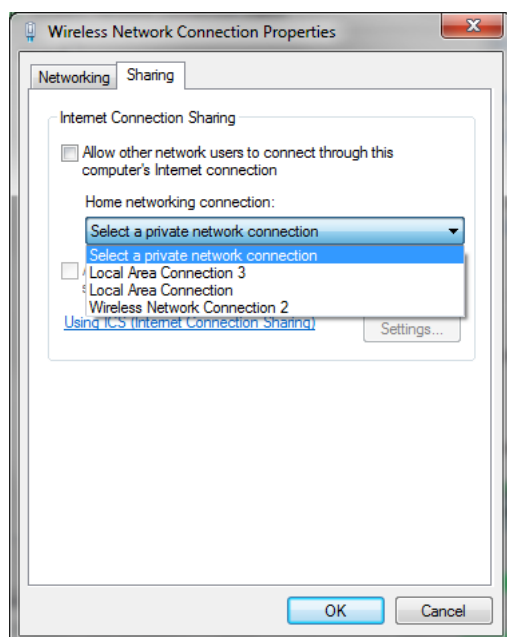 Wireless Network Connection Properties
Networking
Sharing
Internet Connection Sharing
Allow other network users to connect through this
computer's Internet connection
Home networking connection:
Select a private network connection
Select a private network connection
Local Area Connection 3
Local Area Connection
Wireless Network Connection 2
Using ICS (Internet Connection Sharing)
Settings...
OK
Cancel